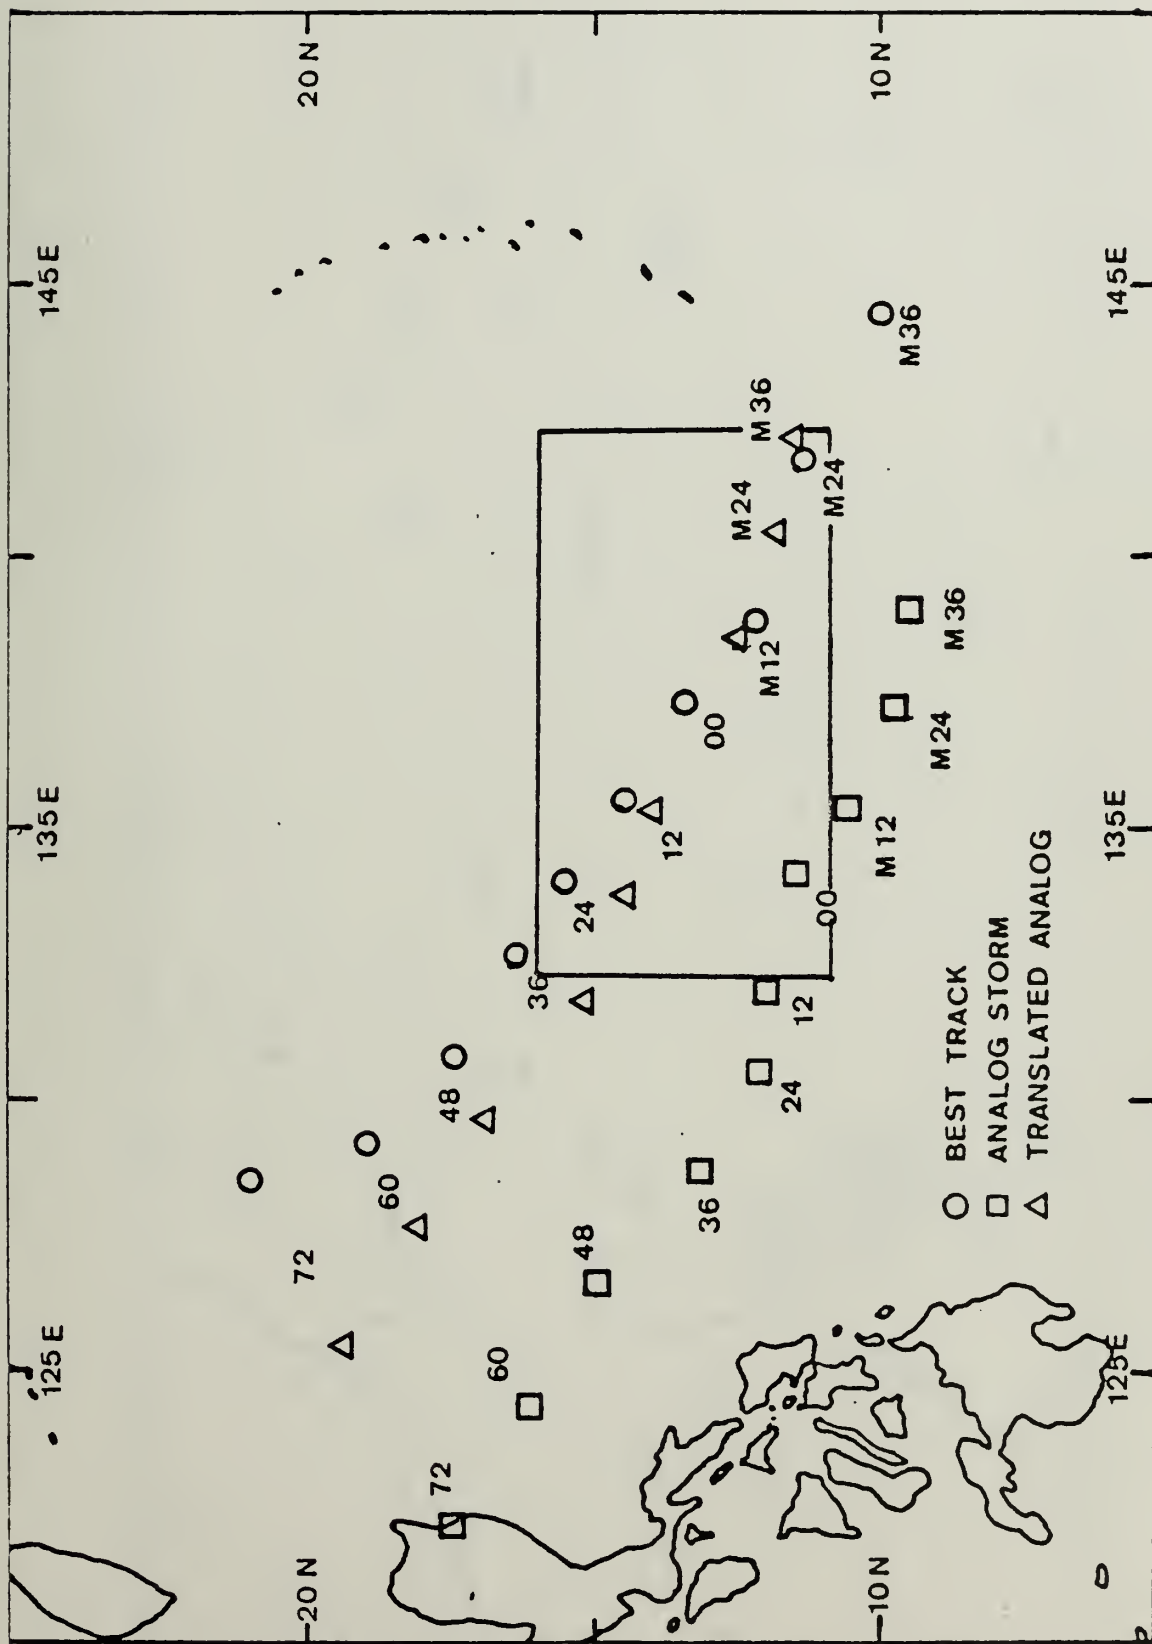 125E
135E
145E
20N
72
20N
60
72
48
60
36
48
24
12
36
00
M24
M36
M12
24
12
00
M24
10N
M12
10N
M36
M24
M36
BEST TRACK
ANALOG STORM
TRANSLATED ANALOG
125E
135E
145E